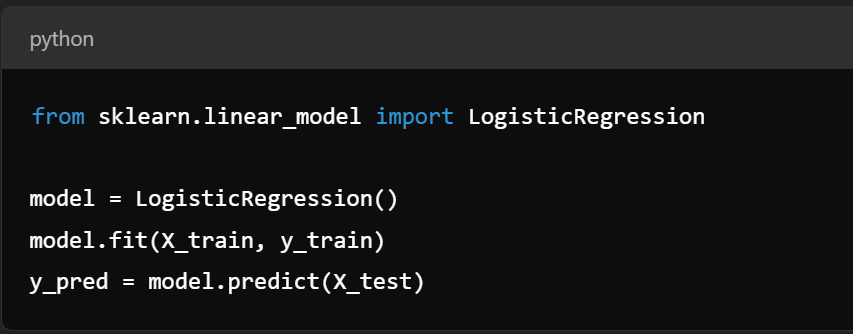 python
from sklearn.linear_model import LogisticRegression
model = LogisticRegression()
model.fit(X_train, y_train)
y_pred = model.predict(X_test)